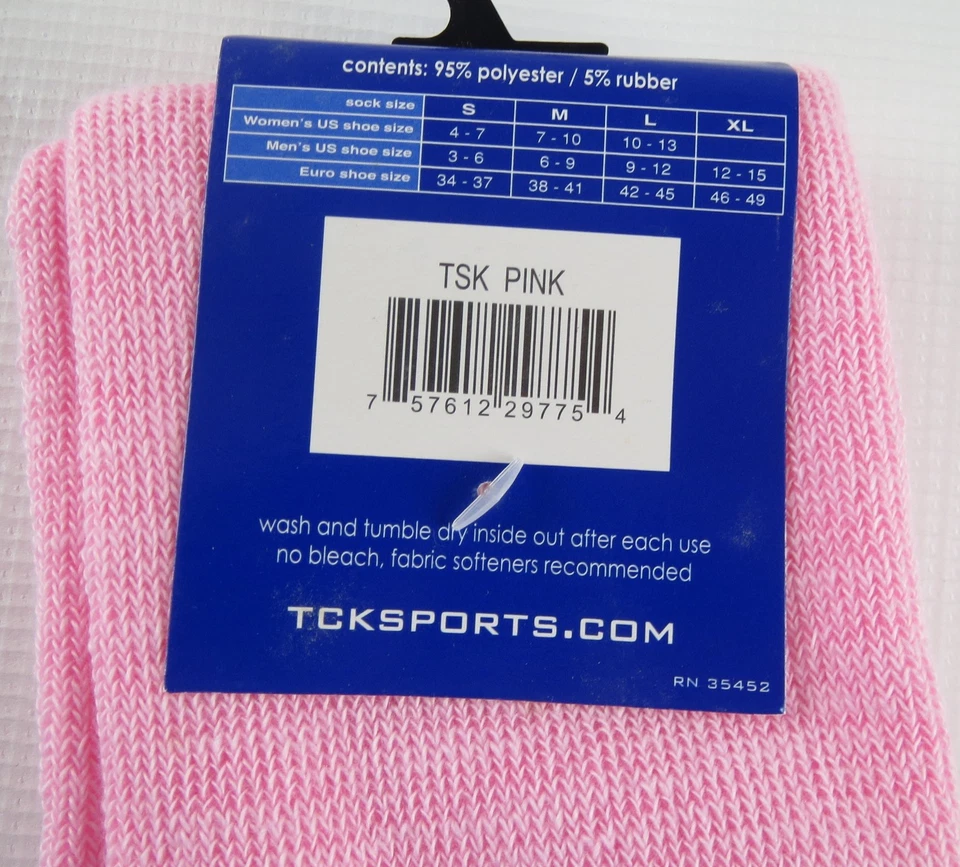 contents: 95% polyester / 5% rubber
sock size S M L XL
Women's US shoe size 4 - 7 7 - 10 10 - 13
Men's US shoe size 3 - 6 6 - 9 9 - 12 12 - 15
Euro shoe size 34 - 37 38 - 41 42 - 45 46 - 49
TSK PINK
7 57612 29775 4
wash and tumble dry inside out after each use
no bleach, fabric softeners recommended
TCKSPORTS.COM
RN 35452